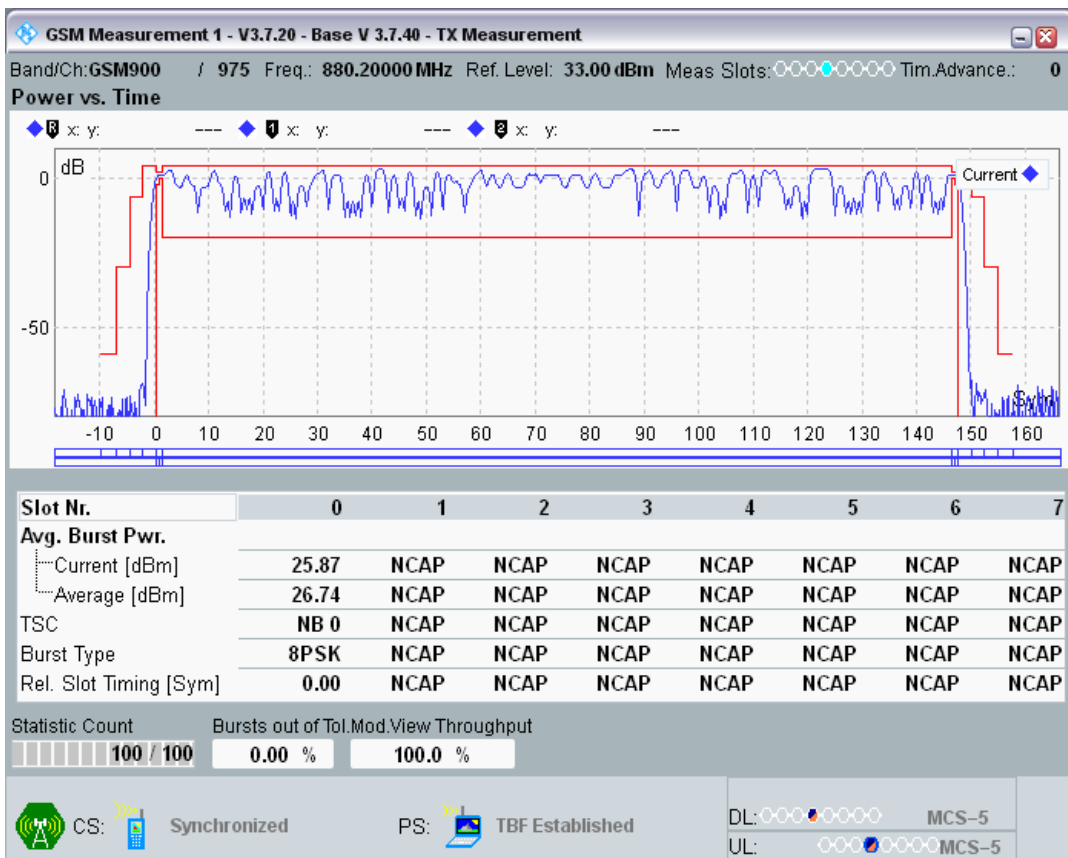 GSM Measurement 1 - V3.7.20 - Base V 3.7.40 - TX Measurement
Band/Ch:GSM900 / 975 Freq.: 880.20000 MHz Ref. Level: 33.00 dBm Meas Slots: Tim.Advance.: 0
Power vs. Time
R x: y: --- 1 x: y: --- 2 x: y: ---
dB
Current
0
-50
Sym
-10 0 10 20 30 40 50 60 70 80 90 100 110 120 130 140 150 160
Slot Nr. 0 1 2 3 4 5 6 7
Avg. Burst Pwr.
Current [dBm] 25.87 NCAP NCAP NCAP NCAP NCAP NCAP NCAP
Average [dBm] 26.74 NCAP NCAP NCAP NCAP NCAP NCAP NCAP
TSC NB 0 NCAP NCAP NCAP NCAP NCAP NCAP NCAP
Burst Type 8PSK NCAP NCAP NCAP NCAP NCAP NCAP NCAP
Rel. Slot Timing [Sym] 0.00 NCAP NCAP NCAP NCAP NCAP NCAP NCAP
Statistic Count Bursts out of Tol. Mod.View Throughput
100 / 100 0.00 % 100.0 %
CS: Synchronized PS: TBF Established
DL: MCS-5
UL: MCS-5